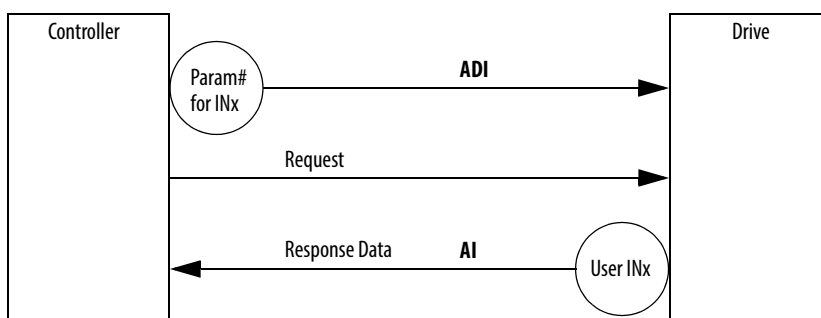 Controller
Drive
Param#
for INx
ADI
Request
Response Data
AI
User INx